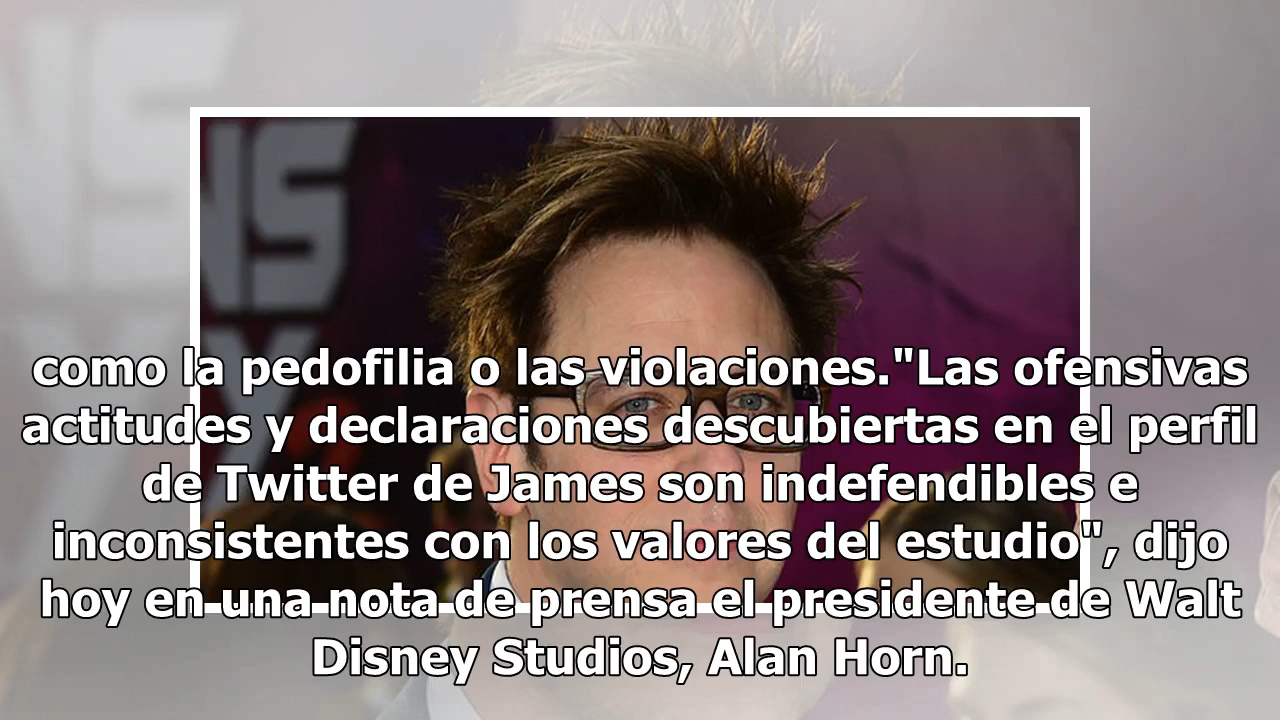 como la pedofilia o las violaciones."Las ofensivas
actitudes y declaraciones descubiertas en el perfil
de Twitter de James son indefendibles e
inconsistentes con los valores del estudio", dijo
hoy en una nota de prensa el presidente de Walt
Disney Studios, Alan Horn.